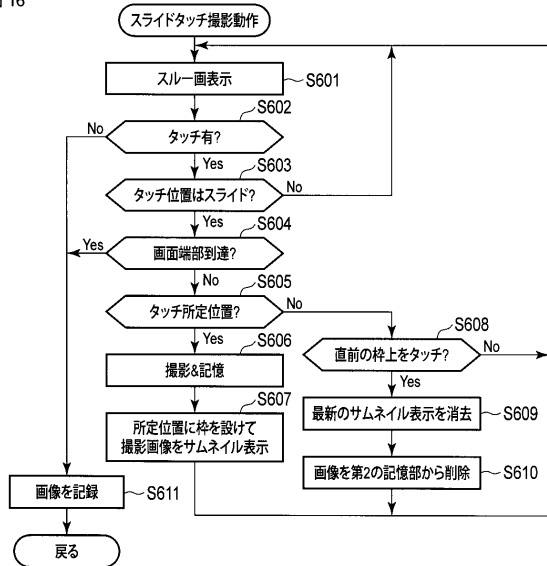 16
スライドタッチ撮影動作
スルー画表示
S601
S602
タッチ有?
No
Yes
S603
タッチ位置はスライド?
No
Yes
S604
画面端部到達?
Yes
No
S605
タッチ所定位置?
No
Yes
S606
撮影&記憶
S607
所定位置に枠を設けて
撮影画像をサムネイル表示
S608
直前の枠上をタッチ?
No
Yes
最新のサムネイル表示を消去
S609
画像を第2の記憶部から削除
S610
画像を記録
S611
戻る